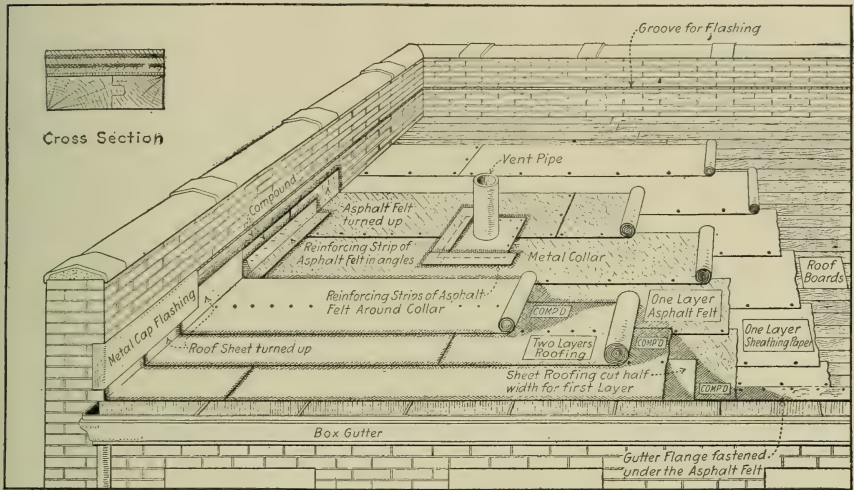 Groove for Flashing
Cross Section
Vent Pipe
Compound
Asphalt Felt
turned up
Reinforcing Strip of
Asphalt Felt in angles
Metal Collar
Roof
Boards
Metal Cap Flashing
Reinforcing Strips of Asphalt
Felt Around Collar
COMP'D
One Layer
Asphalt Felt
One Layer
Sheathing Paper
Roof Sheet turned up
Two Layers
Roofing
COMP'D
Sheet Roofing cut half
width for first Layer
COMP'D
Box Gutter
Gutter Flange fastened
under the Asphalt Felt